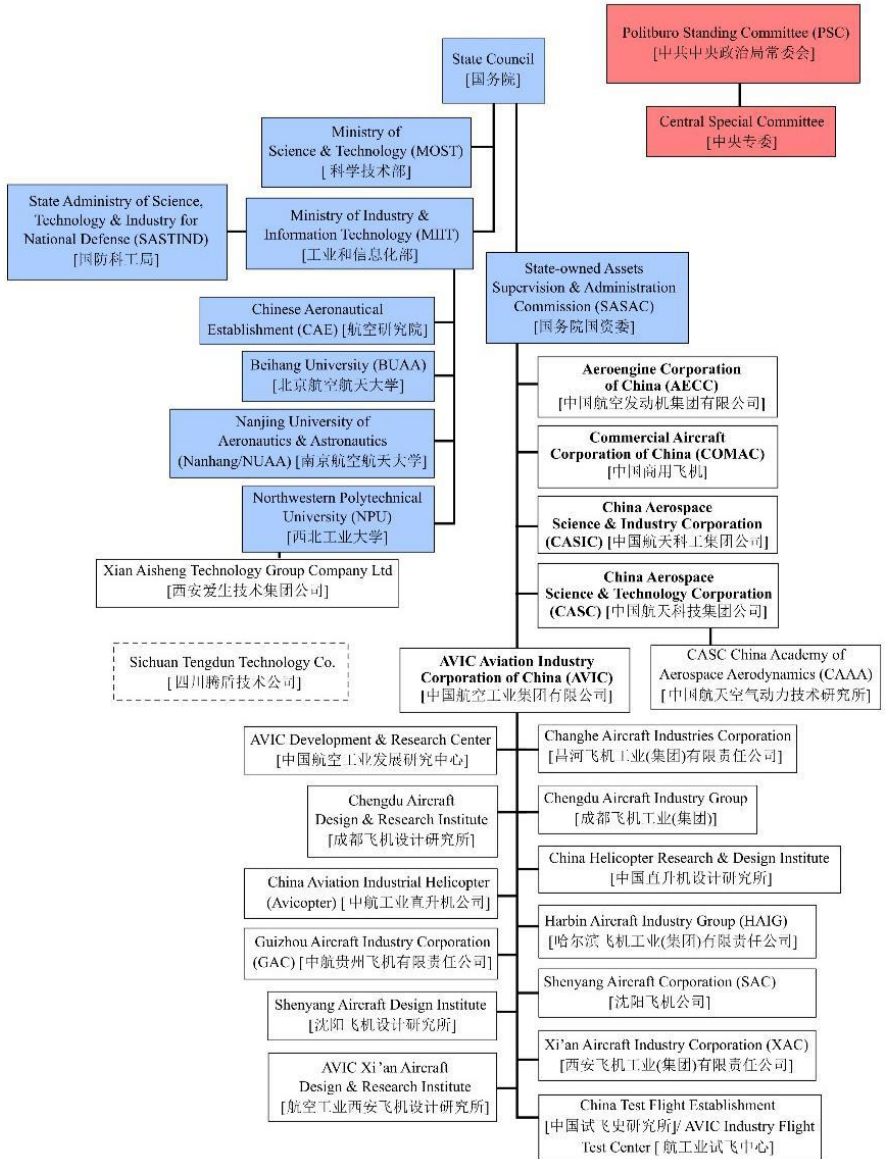 Politburo Standing Committee (PSC)
[中共中央政治局常委会]
Central Special Committee
[中央专委]
State Council
[国务院]
Ministry of
Science & Technology (MOST)
[科学技术部]
State Administry of Science,
Technology & Industry for
National Defense (SASTIND)
[国防科工局]
Ministry of Industry &
Information Technology (MIIT)
[工业和信息化部]
Chinese Aeronautical
Establishment (CAE) [航空研究院]
Beihang University (BUAA)
[北京航空航天大学]
Nanjing University of
Aeronautics & Astronautics
(Nanhang/NUAA) [南京航空航天大学]
Northwestern Polytechnical
University (NPU)
[西北工业大学]
Xian Aisheng Technology Group Company Ltd
[西安爱生技术集团公司]
Sichuan Tengdun Technology Co.
[四川腾盾技术公司]
State-owned Assets
Supervision & Administration
Commission (SASAC)
[国务院国资委]
Aeroengine Corporation
of China (AECC)
[中国航空发动机集团有限公司]
Commercial Aircraft
Corporation of China (COMAC)
[中国商用飞机]
China Aerospace
Science & Industry Corporation
(CASIC) [中国航天科工集团公司]
China Aerospace
Science & Technology Corporation
(CASC) [中国航天科技集团公司]
CASC China Academy of
Aerospace Aerodynamics (CAAA)
[中国航天空气动力技术研究所]
AVIC Aviation Industry
Corporation of China (AVIC)
[中国航空工业集团有限公司]
AVIC Development & Research Center
[中国航空工业发展研究中心]
Chengdu Aircraft
Design & Research Institute
[成都飞机设计研究所]
China Aviation Industrial Helicopter
(Avicopter) [中航工业直升机公司]
Guizhou Aircraft Industry Corporation
(GAC) [中航贵州飞机有限责任公司]
Shenyang Aircraft Design Institute
[沈阳飞机设计研究所]
AVIC Xi'an Aircraft
Design & Research Institute
[航空工业西安飞机设计研究所]
Changhe Aircraft Industries Corporation
[昌河飞机工业(集团)有限责任公司]
Chengdu Aircraft Industry Group
[成都飞机工业(集团)]
China Helicopter Research & Design Institute
[中国直升机设计研究所]
Harbin Aircraft Industry Group (HAIG)
[哈尔滨飞机工业(集团)有限责任公司]
Shenyang Aircraft Corporation (SAC)
[沈阳飞机公司]
Xi'an Aircraft Industry Corporation (XAC)
[西安飞机工业(集团)有限责任公司]
China Test Flight Establishment
[中国试飞史研究所]/ AVIC Industry Flight
Test Center [航工业试飞中心]